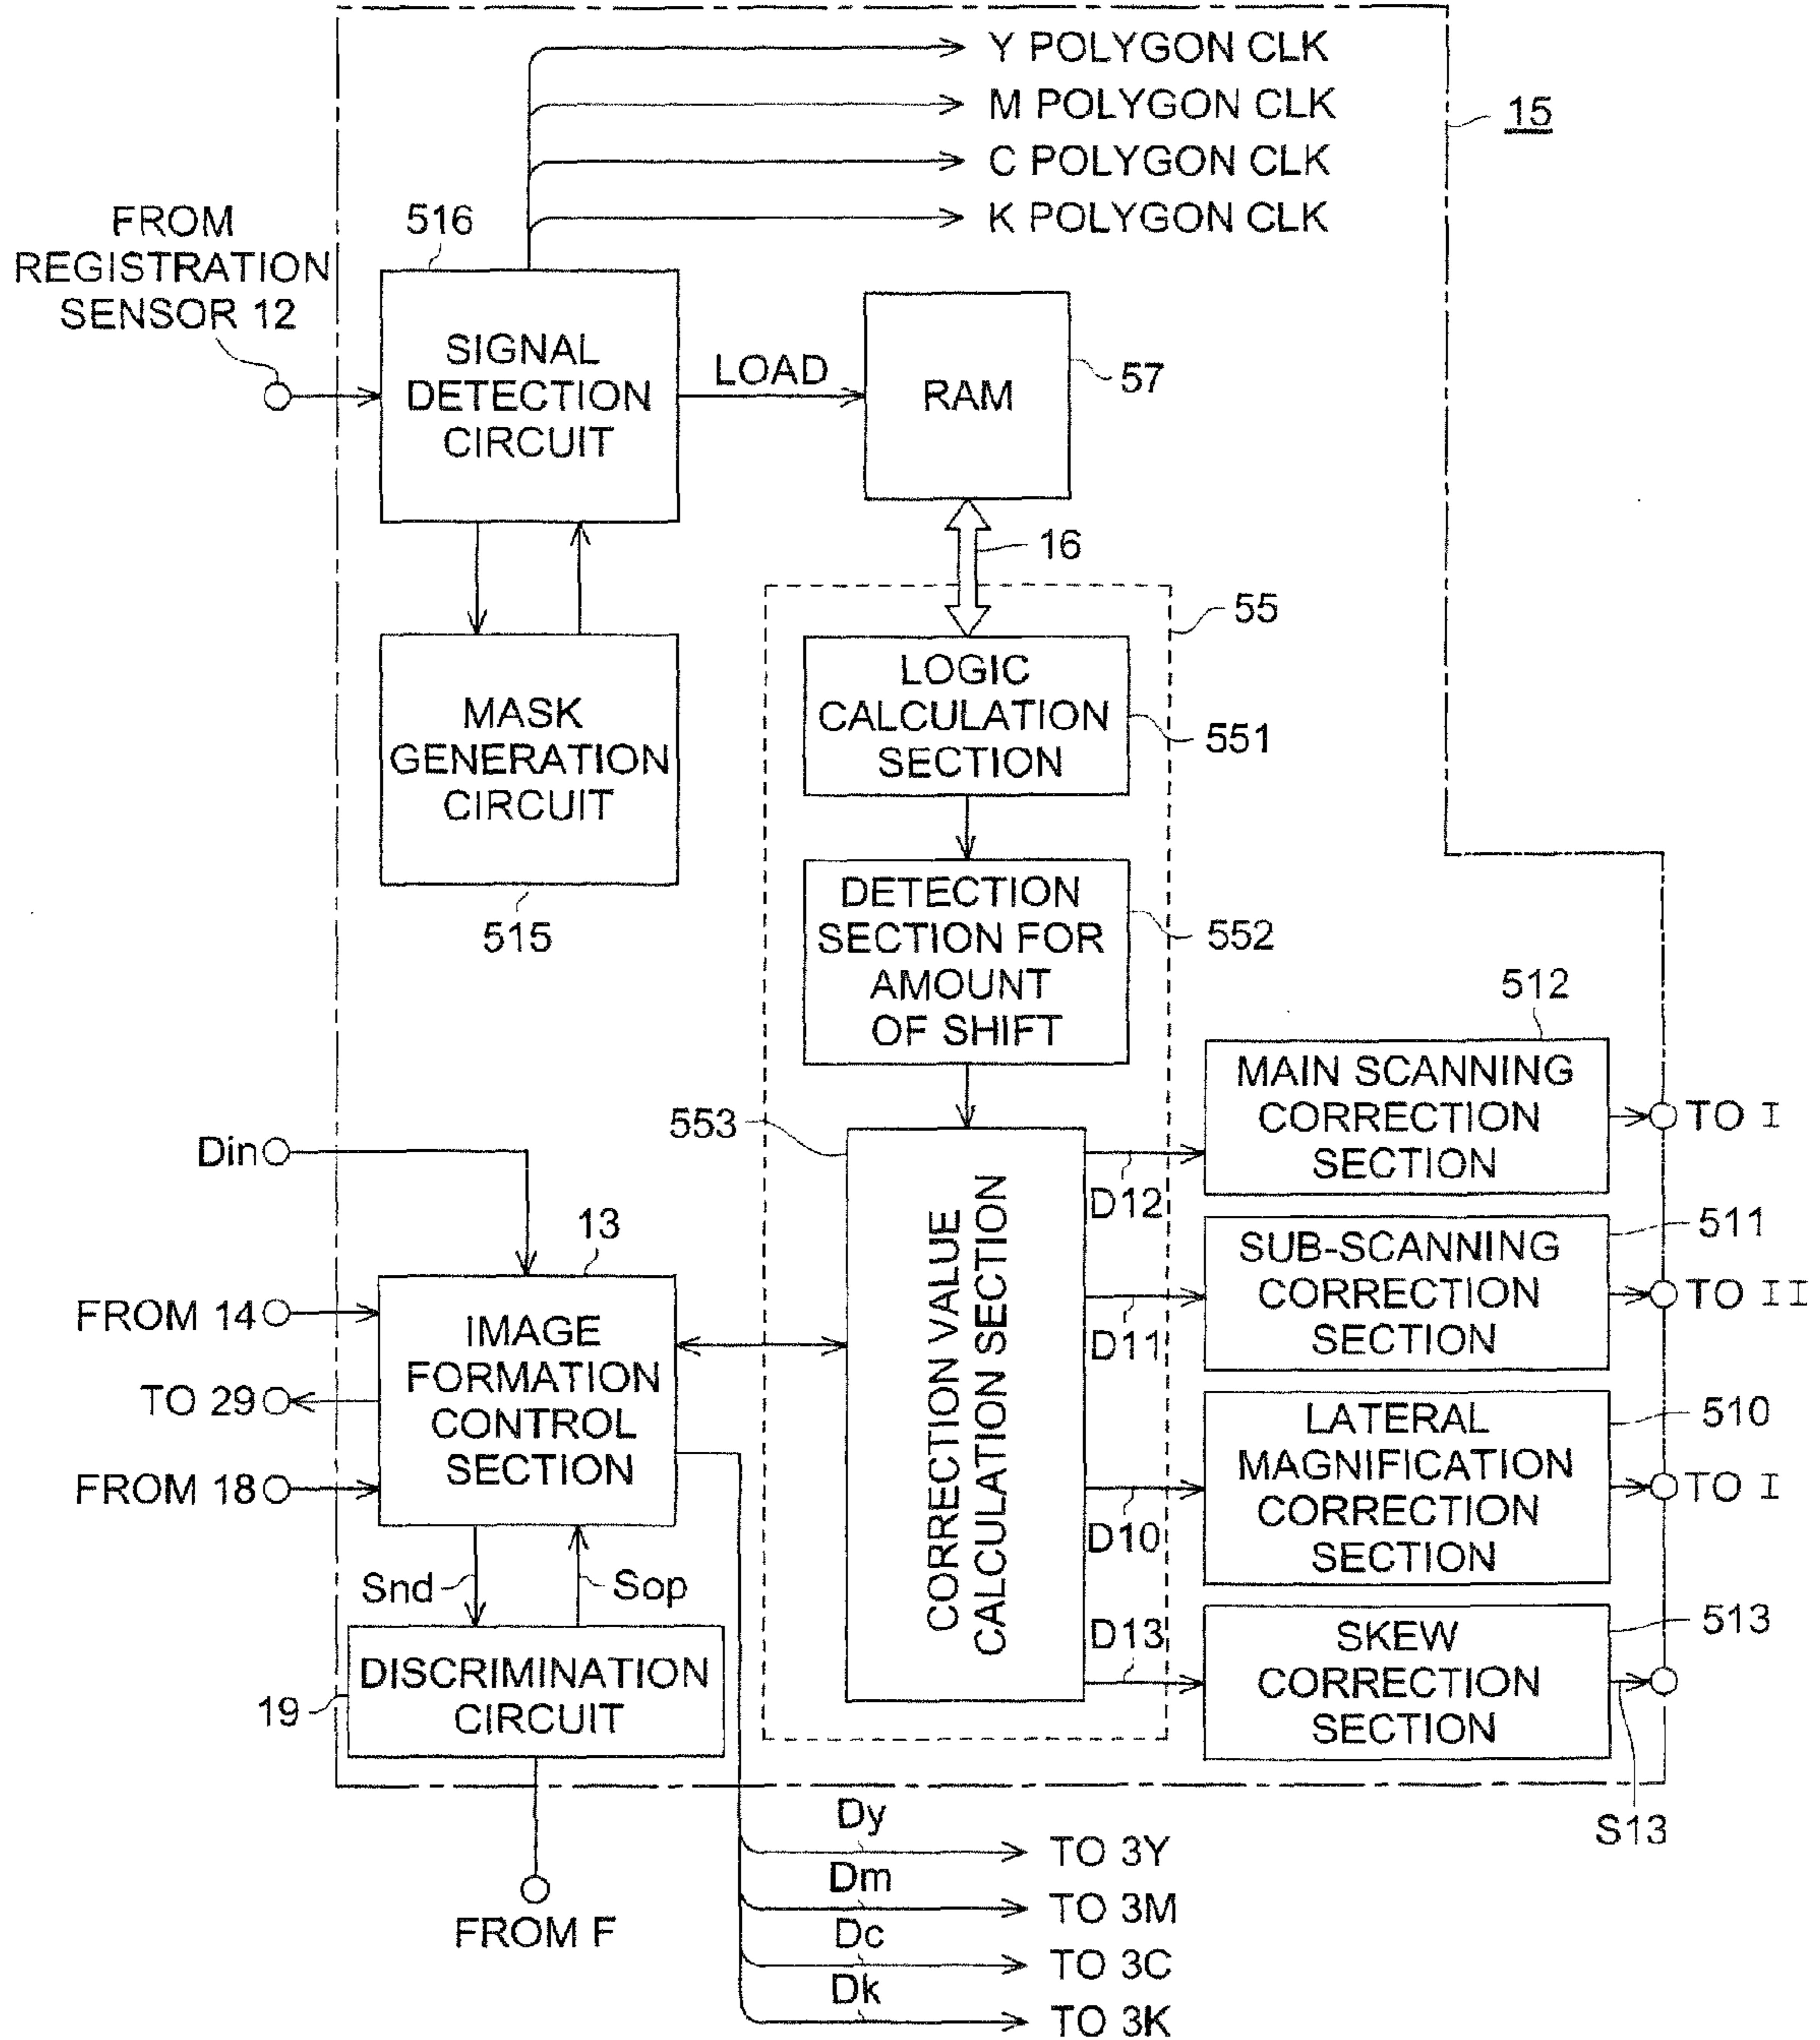 Y POLYGON CLK
M POLYGON CLK
C POLYGON CLK
K POLYGON CLK
15
FROM
REGISTRATION
SENSOR 12
516
SIGNAL
DETECTION
CIRCUIT
LOAD
RAM
57
16
55
MASK
GENERATION
CIRCUIT
515
LOGIC
CALCULATION
SECTION
551
DETECTION
SECTION FOR
AMOUNT
OF SHIFT
552
553
CORRECTION VALUE
CALCULATION SECTION
512
MAIN SCANNING
CORRECTION
SECTION
TO I
D12
511
SUB-SCANNING
CORRECTION
SECTION
TO II
D11
510
LATERAL
MAGNIFICATION
CORRECTION
SECTION
TO I
D10
513
SKEW
CORRECTION
SECTION
D13
S13
Din
13
FROM 14
TO 29
FROM 18
IMAGE
FORMATION
CONTROL
SECTION
Snd
Sop
DISCRIMINATION
CIRCUIT
19
FROM F
Dy
TO 3Y
Dm
TO 3M
Dc
TO 3C
Dk
TO 3K